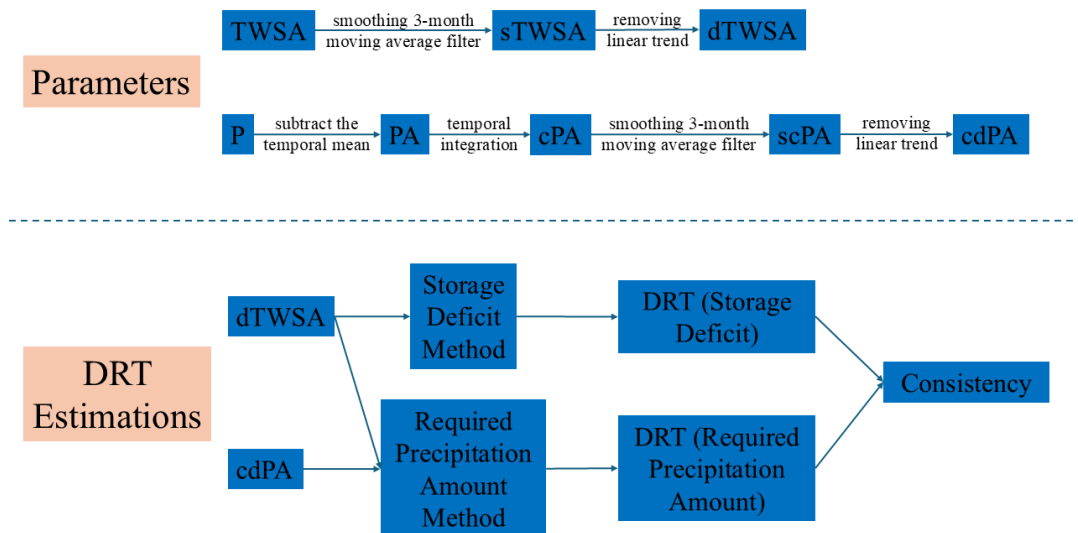 TWSA
smoothing 3-month
moving average filter
sTWSA
removing
linear trend
dTWSA
Parameters
P
subtract the
temporal mean
PA
temporal
integration
cPA
smoothing 3-month
moving average filter
scPA
removing
linear trend
cdPA
dTWSA
Storage
Deficit
Method
DRT (Storage
Deficit)
DRT
Estimations
Consistency
cdPA
Required
Precipitation
Amount
Method
DRT (Required
Precipitation
Amount)